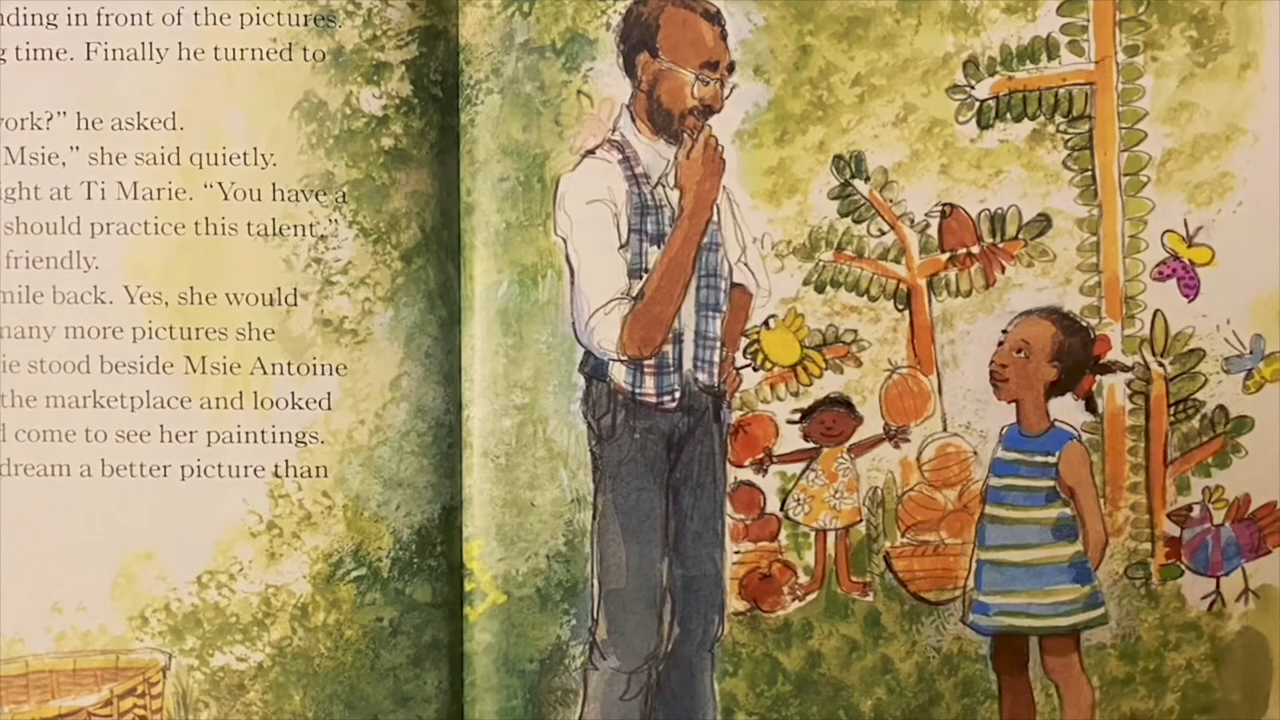 nding in front of the pictures.
g time. Finally he turned to
work?” he asked.
Msie,” she said quietly.
ight at Ti Marie. “You have a
should practice this talent.”
friendly.
mile back. Yes, she would
many more pictures she
ie stood beside Msie Antoine
the marketplace and looked
d come to see her paintings.
dream a better picture than